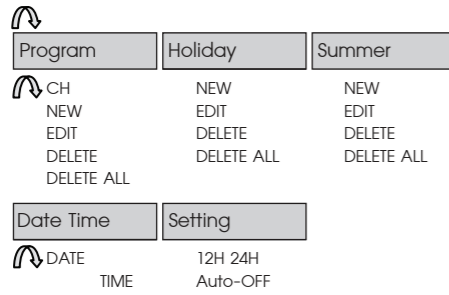 Program Holiday Summer
CH NEW NEW
NEW EDIT EDIT
EDIT DELETE DELETE
DELETE DELETE ALL DELETE ALL
DELETE ALL
Date Time Setting
DATE 12H 24H
TIME Auto-OFF